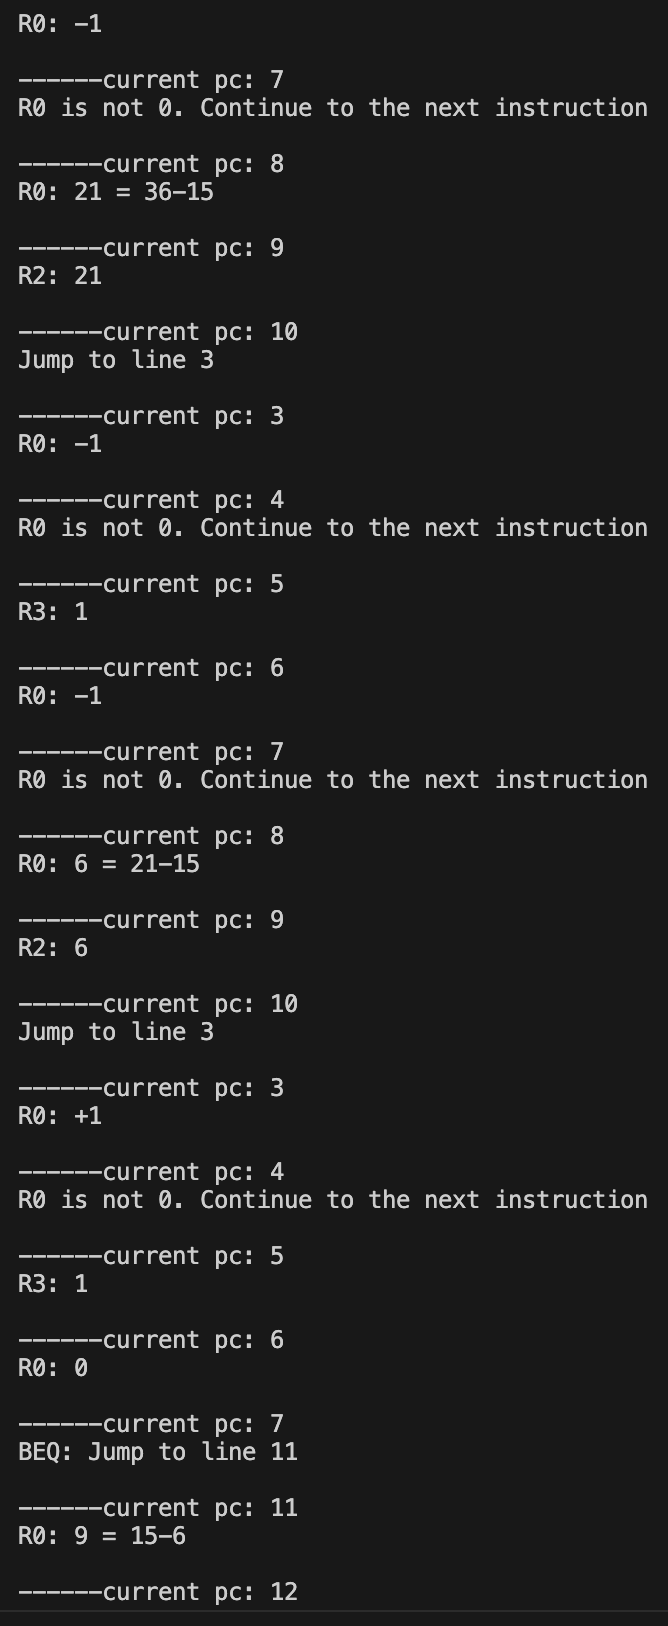 R0: -1
------current pc: 7
R0 is not 0. Continue to the next instruction
------current pc: 8
R0: 21 = 36-15
------current pc: 9
R2: 21
------current pc: 10
Jump to line 3
------current pc: 3
R0: -1
------current pc: 4
R0 is not 0. Continue to the next instruction
------current pc: 5
R3: 1
------current pc: 6
R0: -1
------current pc: 7
R0 is not 0. Continue to the next instruction
------current pc: 8
R0: 6 = 21-15
------current pc: 9
R2: 6
------current pc: 10
Jump to line 3
------current pc: 3
R0: +1
------current pc: 4
R0 is not 0. Continue to the next instruction
------current pc: 5
R3: 1
------current pc: 6
R0: 0
------current pc: 7
BEQ: Jump to line 11
------current pc: 11
R0: 9 = 15-6
------current pc: 12